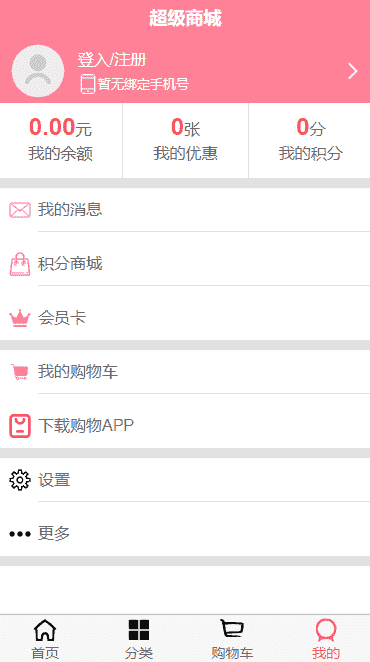 超级商城
登入/注册
暂无绑定手机号
0.00元 0张 0分
我的余额 我的优惠 我的积分
我的消息
积分商城
会员卡
我的购物车
下载购物APP
设置
更多
首页 分类 购物车 我的